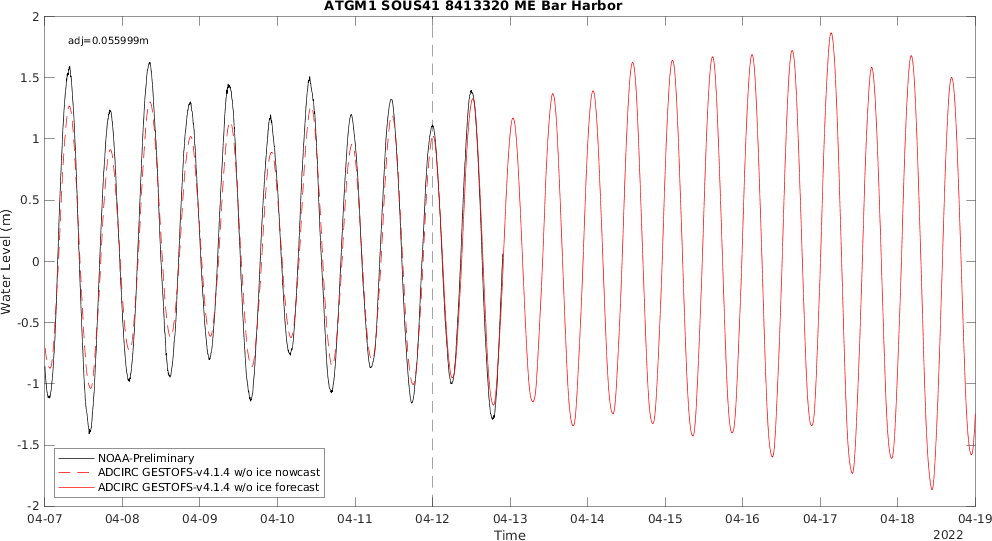 ATGM1 SOUS41 8413320 ME Bar Harbor
adj=0.055999m
2
1.5
1
0.5
0
-0.5
-1
-1.5
-2
Water Level (m)
NOAA-Preliminary
ADCIRC GESTOFS-v4.1.4 w/o ice nowcast
ADCIRC GESTOFS-v4.1.4 w/o ice forecast
04-07 04-08 04-09 04-10 04-11 04-12 04-13 04-14 04-15 04-16 04-17 04-18 04-19
Time
2022